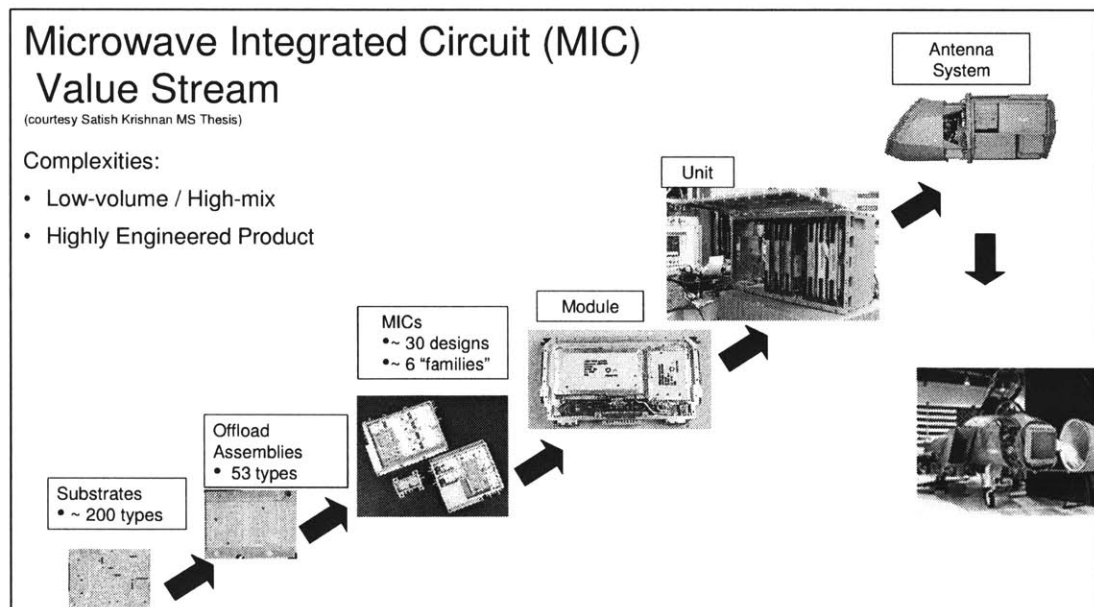 Microwave Integrated Circuit (MIC)
Value Stream
(courtesy Satish Krishnan MS Thesis)
Complexities:
• Low-volume / High-mix
• Highly Engineered Product
Substrates
• ~ 200 types
Offload
Assemblies
• 53 types
MICs
•~ 30 designs
•~ 6 “families”
Module
Unit
Antenna
System